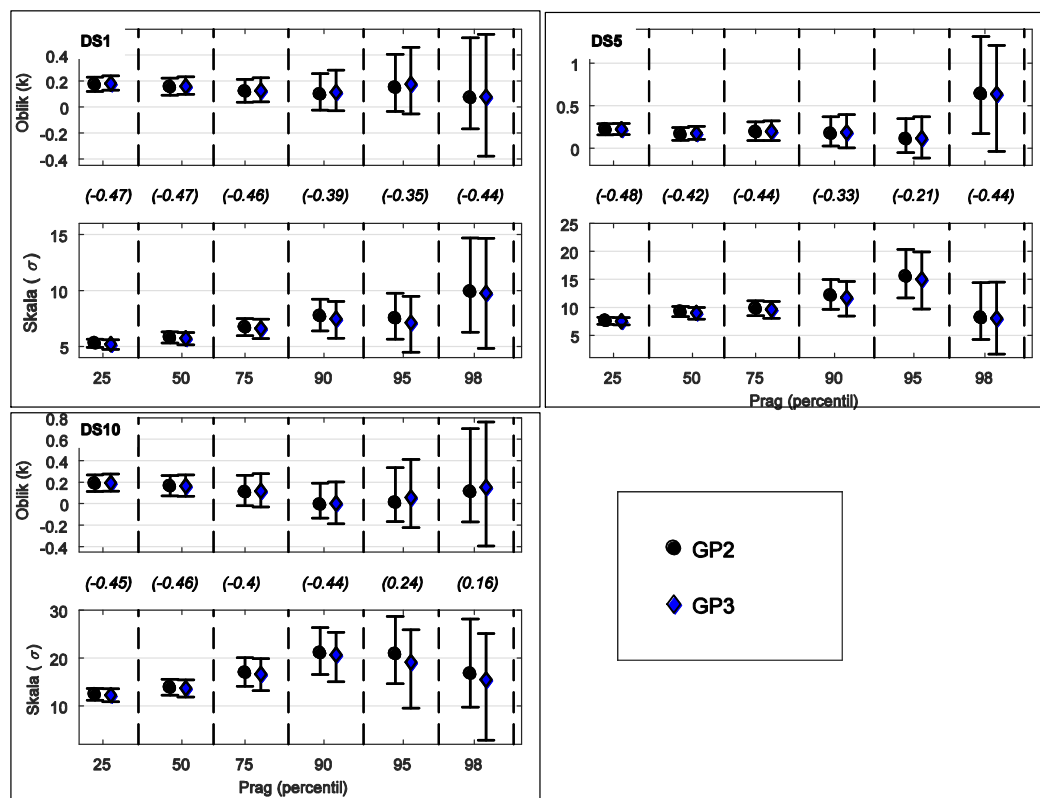 DS1
0.4
0.2
0
-0.2
-0.4
Oblik (k)
(-0.47) (-0.47) (-0.46) (-0.39) (-0.35) (-0.44)
15
10
5
Skala ( σ)
25 50 75 90 95 98
DS5
1
0.5
0
(-0.48) (-0.42) (-0.44) (-0.33) (-0.21) (-0.44)
25
20
15
10
5
25 50 75 90 95 98
Prag (percentil)
DS10
0.8
0.6
0.4
0.2
0
-0.2
-0.4
Oblik (k)
(-0.45) (-0.46) (-0.4) (-0.44) (0.24) (0.16)
30
20
10
Skala ( σ)
25 50 75 90 95 98
Prag (percentil)
GP2
GP3